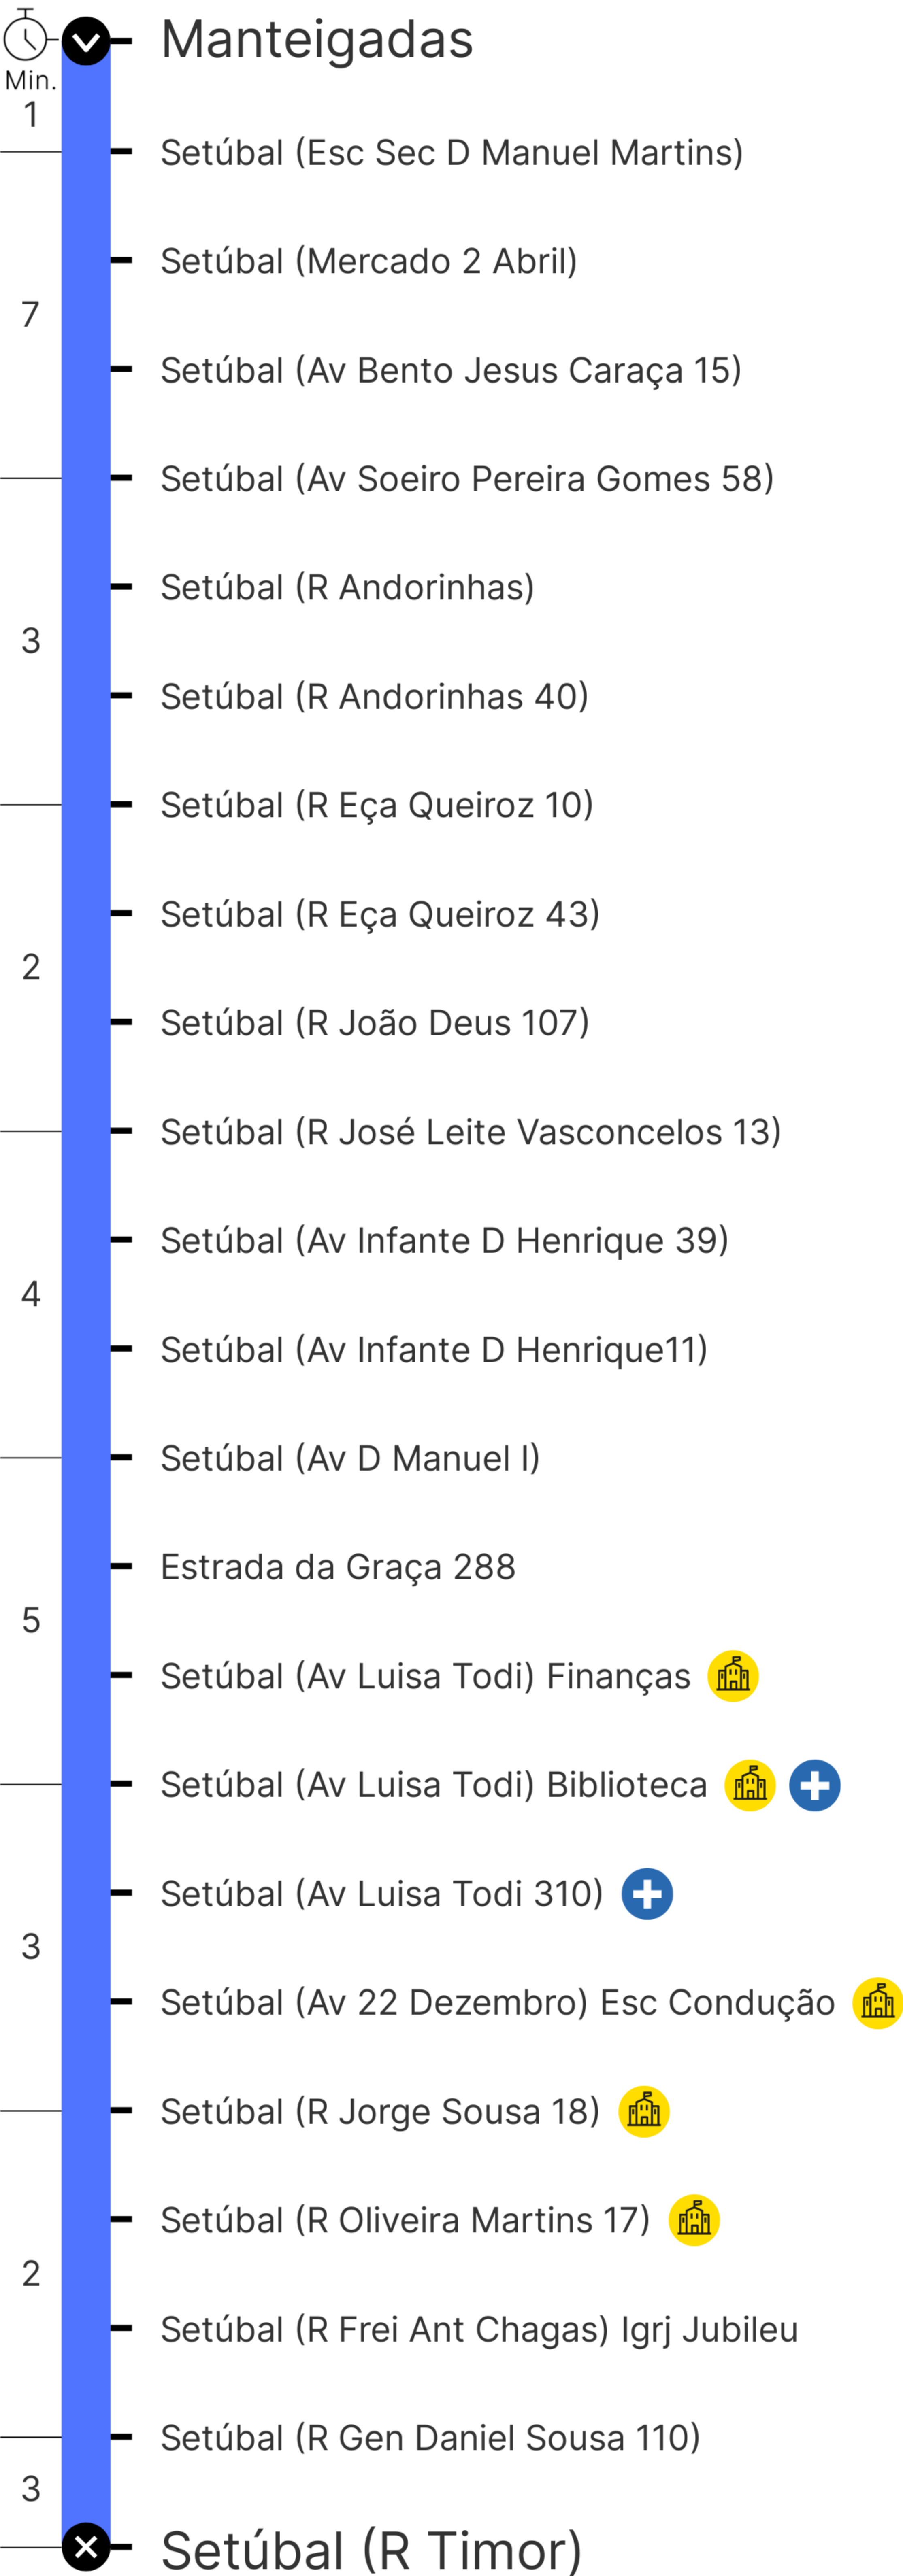 Manteigadas
Min.
1
Setúbal (Esc Sec D Manuel Martins)
Setúbal (Mercado 2 Abril)
7
Setúbal (Av Bento Jesus Caraça 15)
Setúbal (Av Soeiro Pereira Gomes 58)
Setúbal (R Andorinhas)
3
Setúbal (R Andorinhas 40)
Setúbal (R Eça Queiroz 10)
Setúbal (R Eça Queiroz 43)
2
Setúbal (R João Deus 107)
Setúbal (R José Leite Vasconcelos 13)
Setúbal (Av Infante D Henrique 39)
4
Setúbal (Av Infante D Henrique11)
Setúbal (Av D Manuel I)
Estrada da Graça 288
5
Setúbal (Av Luisa Todi) Finanças
Setúbal (Av Luisa Todi) Biblioteca
Setúbal (Av Luisa Todi 310)
3
Setúbal (Av 22 Dezembro) Esc Condução
Setúbal (R Jorge Sousa 18)
Setúbal (R Oliveira Martins 17)
2
Setúbal (R Frei Ant Chagas) Igrj Jubileu
Setúbal (R Gen Daniel Sousa 110)
3
Setúbal (R Timor)